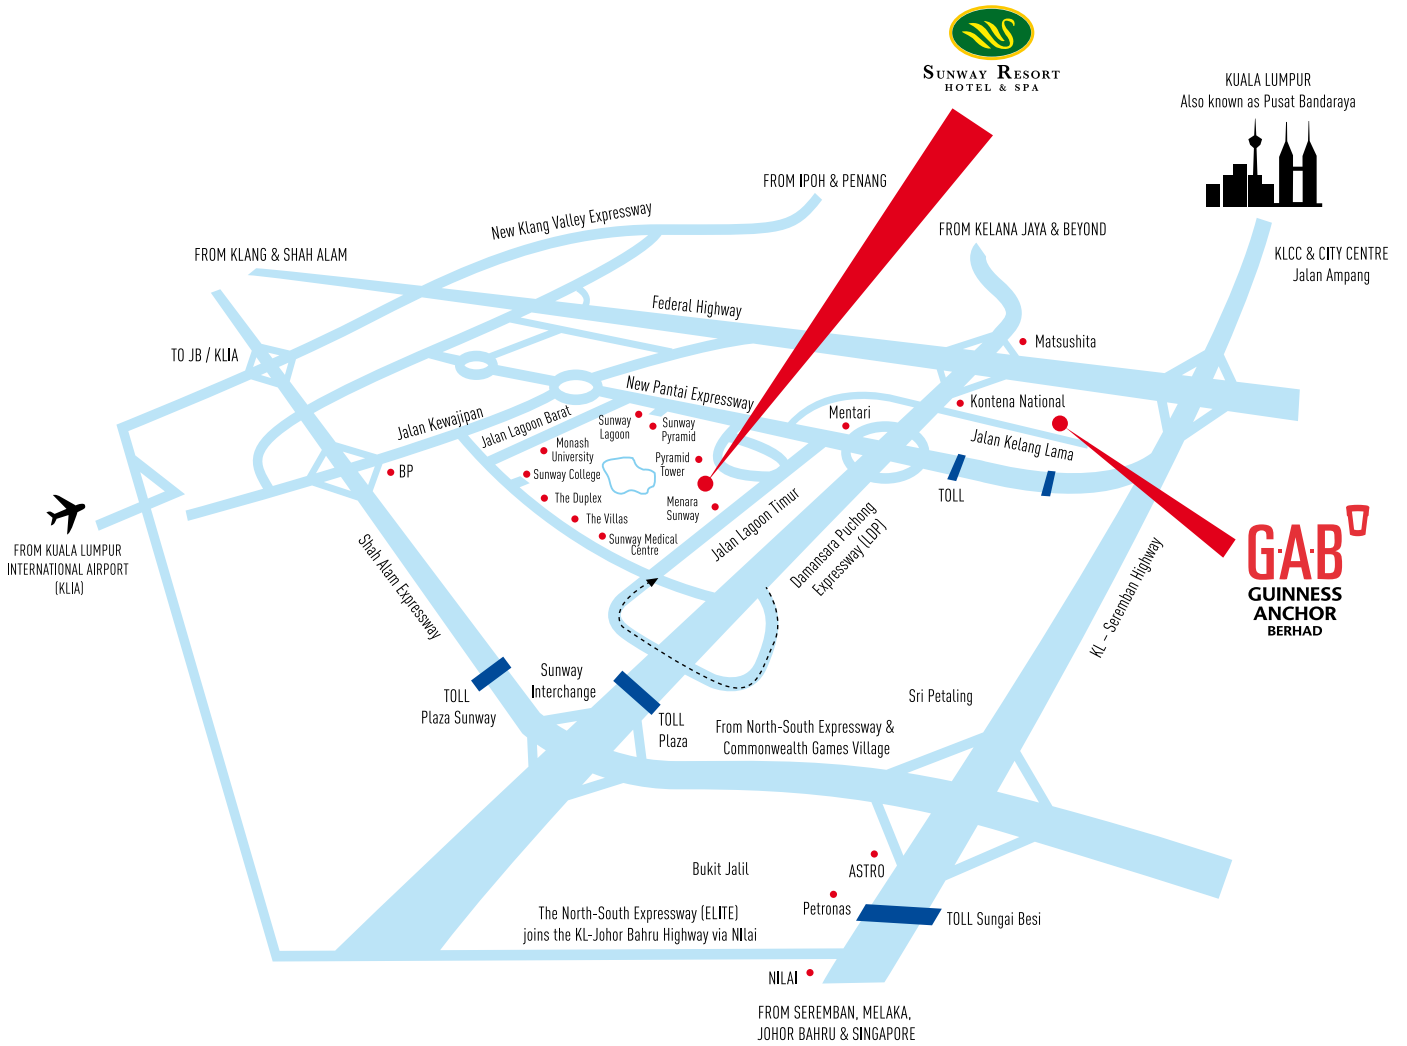 SUNWAY RESORT
HOTEL & SPA
KUALA LUMPUR
Also known as Pusat Bandaraya
FROM IPOH & PENANG
New Klang Valley Expressway
FROM KELANA JAYA & BEYOND
FROM KLANG & SHAH ALAM
KLCC & CITY CENTRE
Jalan Ampang
Federal Highway
Matsushita
TO JB / KLIA
New Pantai Expressway
Kontena National
Mentari
Jalan Kewajipan
Jalan Lagoon Barat
Sunway
Lagoon
Sunway
Pyramid
Jalan Kelang Lama
Monash
University
Pyramid
Tower
BP
Sunway College
TOLL
The Duplex
Menara
Sunway
The Villas
Sunway Medical
Centre
Jalan Lagoon Timur
Damansara Puchong
Expressway (LDP)
FROM KUALA LUMPUR
INTERNATIONAL AIRPORT
(KLIA)
Shah Alam Expressway
KL – Seremban Highway
G·A·B
GUINNESS
ANCHOR
BERHAD
Sunway
Interchange
TOLL
Plaza Sunway
Sri Petaling
TOLL
Plaza
From North-South Expressway &
Commonwealth Games Village
Bukit Jalil
ASTRO
Petronas
The North-South Expressway (ELITE)
joins the KL-Johor Bahru Highway via Nilai
TOLL Sungai Besi
NILAI
FROM SEREMBAN, MELAKA,
JOHOR BAHRU & SINGAPORE